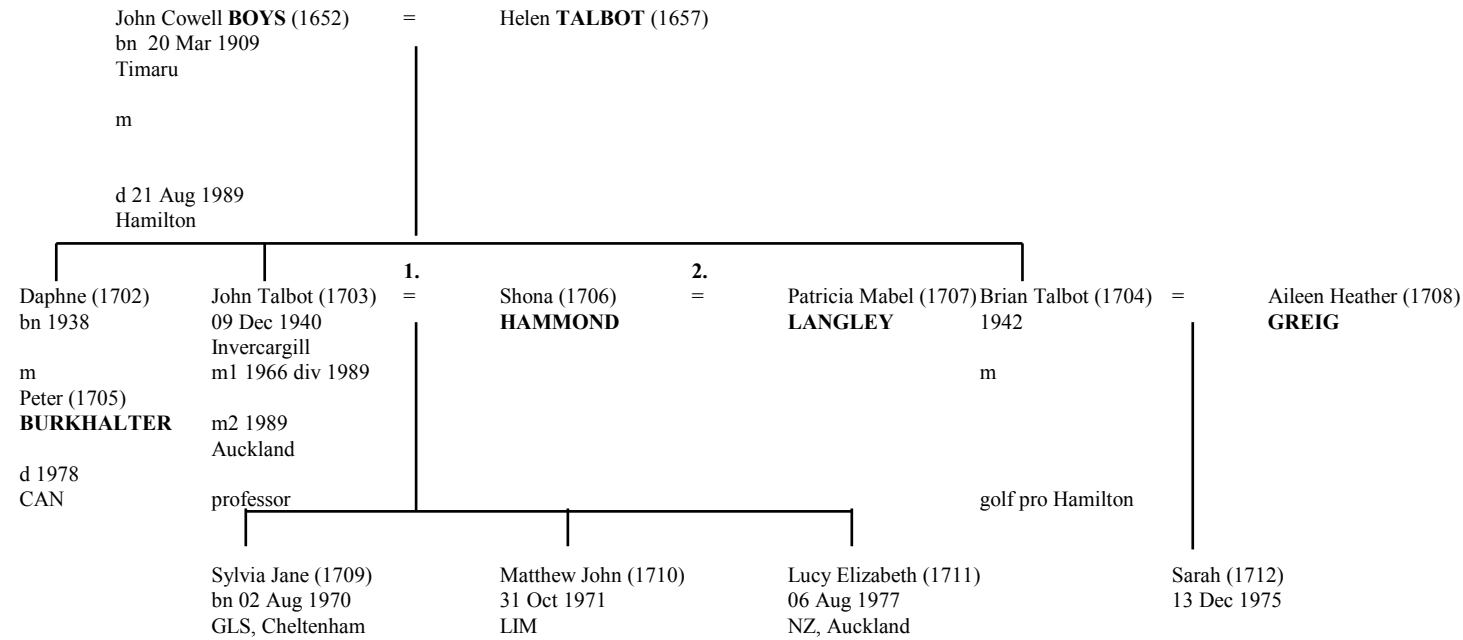 John Cowell BOYS (1652) = Helen TALBOT (1657)
bn 20 Mar 1909
Timaru
m
d 21 Aug 1989
Hamilton
1. 2.
Daphne (1702) John Talbot (1703) = Shona (1706) = Patricia Mabel (1707) Brian Talbot (1704) = Aileen Heather (1708)
bn 1938 09 Dec 1940 HAMMOND LANGLEY 1942 GREIG
Invercargill
m m1 1966 div 1989 m
Peter (1705)
BURKHALTER m2 1989
Auckland
d 1978
CAN professor golf pro Hamilton
Sylvia Jane (1709) Matthew John (1710) Lucy Elizabeth (1711) Sarah (1712)
bn 02 Aug 1970 31 Oct 1971 06 Aug 1977 13 Dec 1975
GLS, Cheltenham LIM NZ, Auckland